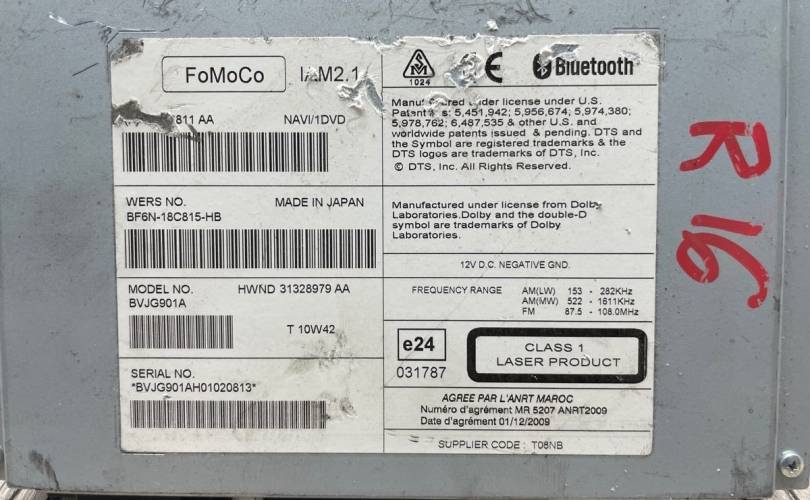 FoMoCo
811 AA NAVI/1DVD
WERS NO. MADE IN JAPAN
BF6N-18C815-HB
MODEL NO. HWND 31328979 AA
BVJG901A
T 10W42
SERIAL NO.
*BVJG901AH01020813*
1024
CE
Bluetooth
under license under U.S.
5,451,942; 5,956,674; 5,974,380;
5,978,762; 6,487,535 & other U.S. and
worldwide patents issued & pending. DTS and
the Symbol are registered trademarks & the
DTS logos are trademarks of DTS, Inc.
© DTS, Inc. All Rights Reserved.
Manufactured under license from Dolby
Laboratories.Dolby and the double-D
symbol are trademarks of Dolby
Laboratories.
12V D.C. NEGATIVE GND.
FREQUENCY RANGE AM(LW) 153 - 282KHz
AM(MW) 522 - 1611KHz
FM 87.5 - 108.0MHz
e24
031787
CLASS 1
LASER PRODUCT
AGREE PAR L'ANRT MAROC
Numéro d'agrément MR 5207 ANRT2009
Date d'agrément 01/12/2009
SUPPLIER CODE : T08NB
R16